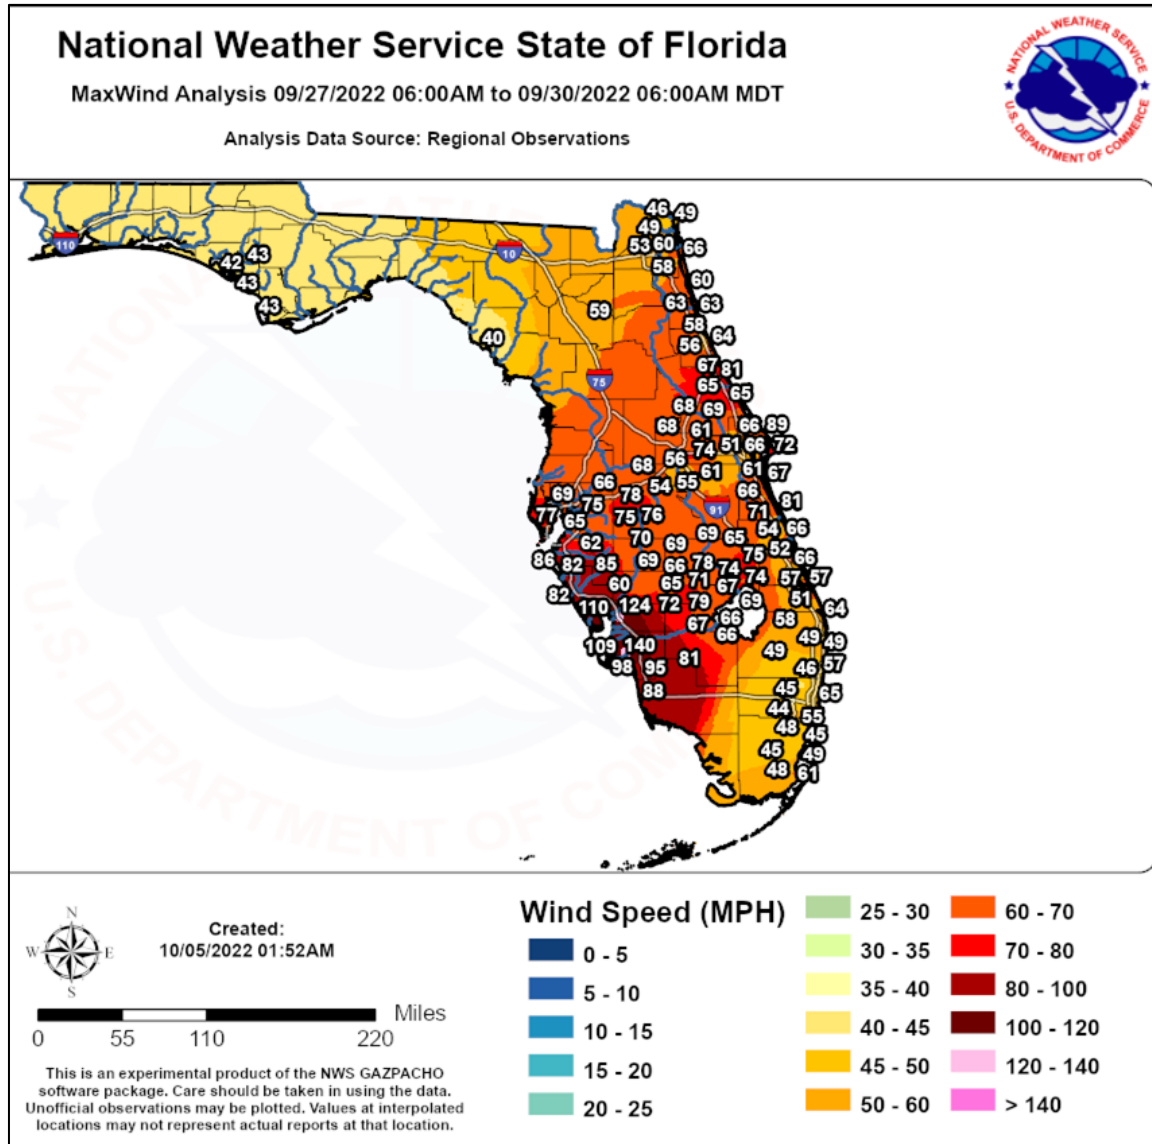 National Weather Service State of Florida
MaxWind Analysis 09/27/2022 06:00AM to 09/30/2022 06:00AM MDT
Analysis Data Source: Regional Observations
NATIONAL WEATHER SERVICE
U.S. DEPARTMENT OF COMMERCE
46 49
49
53 60 66
110 10 58
42 43
43 60
43 59 63 63
58 64
40 56
67 81
75 65 65
68 69
68 61 66 89
74 51 66 72
68 56 61 61 67
66 54 55 66
69 75 78 91 71 81
77 65 75 76 54 66
62 70 69 69 65 52
86 82 85 69 66 78 74 75 66
60 65 71 67 74 57 57
82 110 124 72 79 69 51 64
67 66 58
109 140 66 49 49
98 95 81 49 46 57
88 45 65
44 55
48 45
45 49
48 61
NATIONAL WEATHER
U.S. DEPARTMENT OF COMM
N
W E
S
Created:
10/05/2022 01:52AM
Miles
0 55 110 220
This is an experimental product of the NWS GAZPACHO
software package. Care should be taken in using the data.
Unofficial observations may be plotted. Values at interpolated
locations may not represent actual reports at that location.
Wind Speed (MPH)
0 - 5
5 - 10
10 - 15
15 - 20
20 - 25
25 - 30
30 - 35
35 - 40
40 - 45
45 - 50
50 - 60
60 - 70
70 - 80
80 - 100
100 - 120
120 - 140
> 140